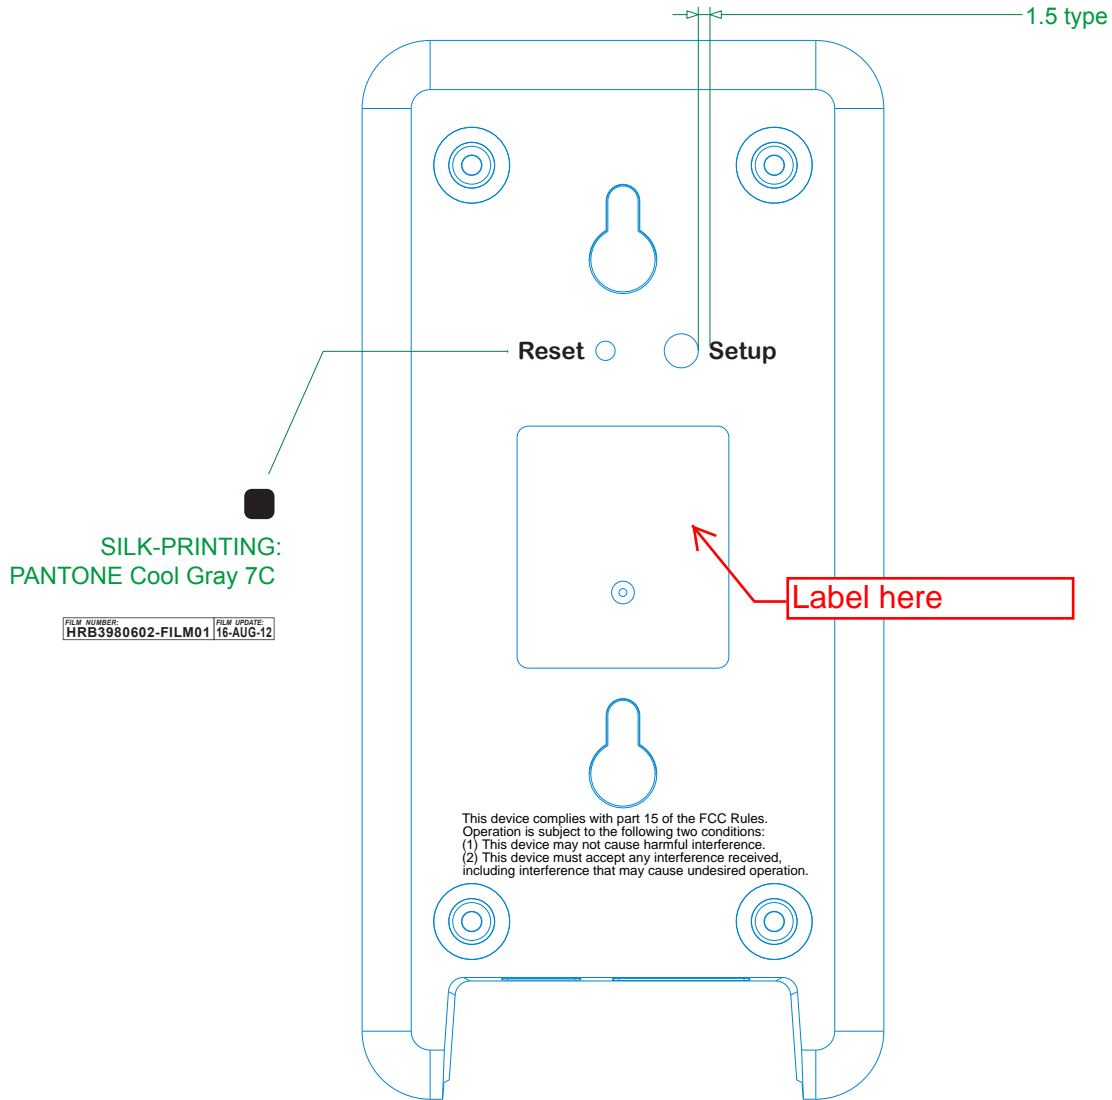 1.5 type
Reset
Setup
SILK-PRINTING:
PANTONE Cool Gray 7C
Label here
FILM NUMBER:
HRB3980602-FILM01
FILM UPDATE:
16-AUG-12
This device complies with part 15 of the FCC Rules.
Operation is subject to the following two conditions:
(1) This device may not cause harmful interference.
(2) This device must accept any interference received,
including interference that may cause undesired operation.